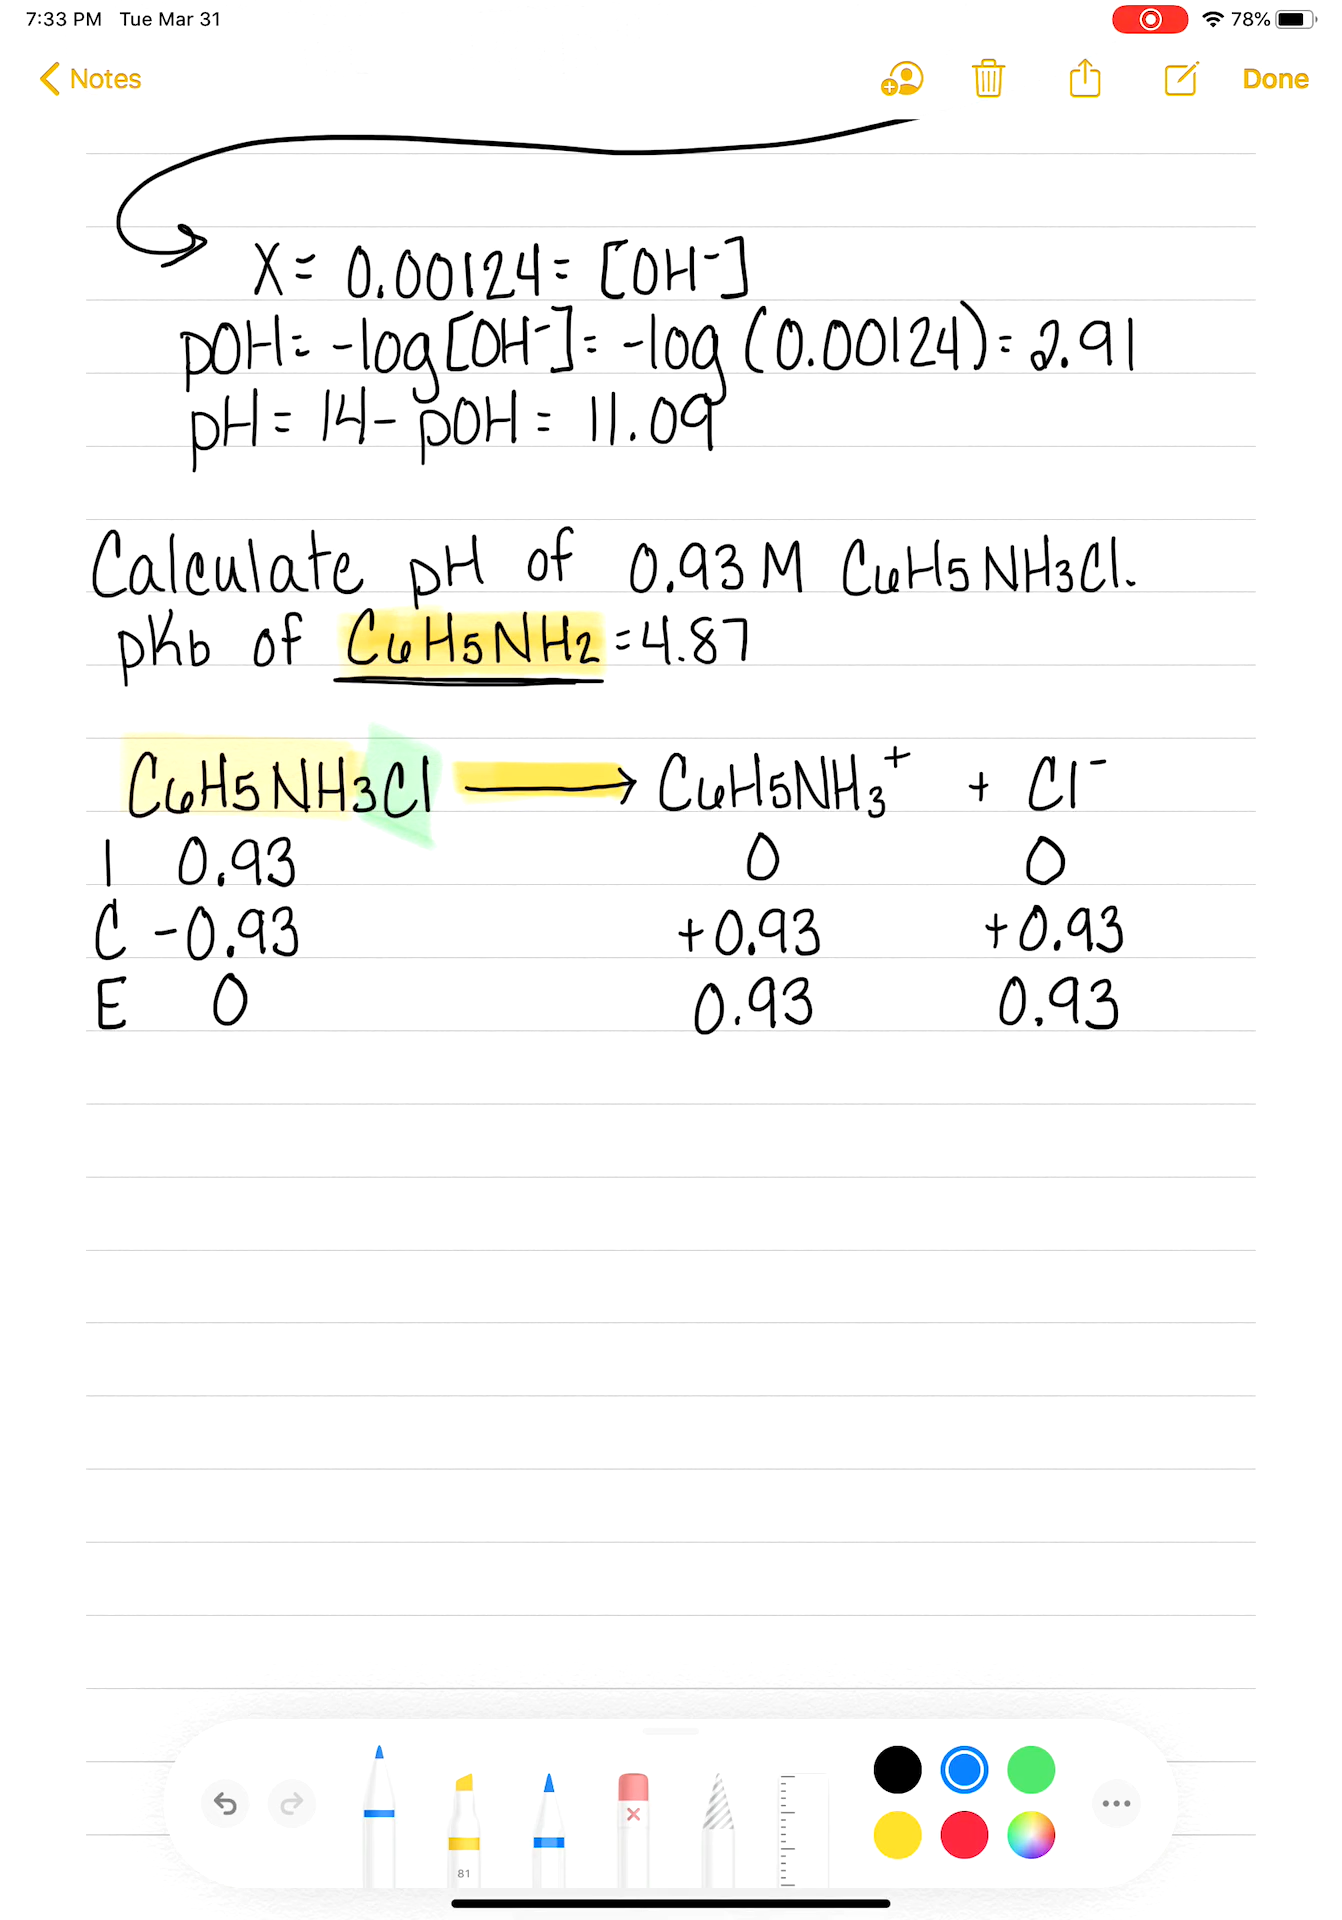 7:33 PM Tue Mar 31 78%
Notes Done
X = 0.00124 = [OH⁻]
pOH = -log[OH⁻] = -log(0.00124) = 2.91
pH = 14 - pOH = 11.09
Calculate pH of 0.93 M C6H5NH3Cl.
pKb of C6H5NH2 = 4.87
C6H5NH3Cl → C6H5NH3⁺ + Cl⁻
I 0.93 0 0
C -0.93 +0.93 +0.93
E 0 0.93 0.93
81